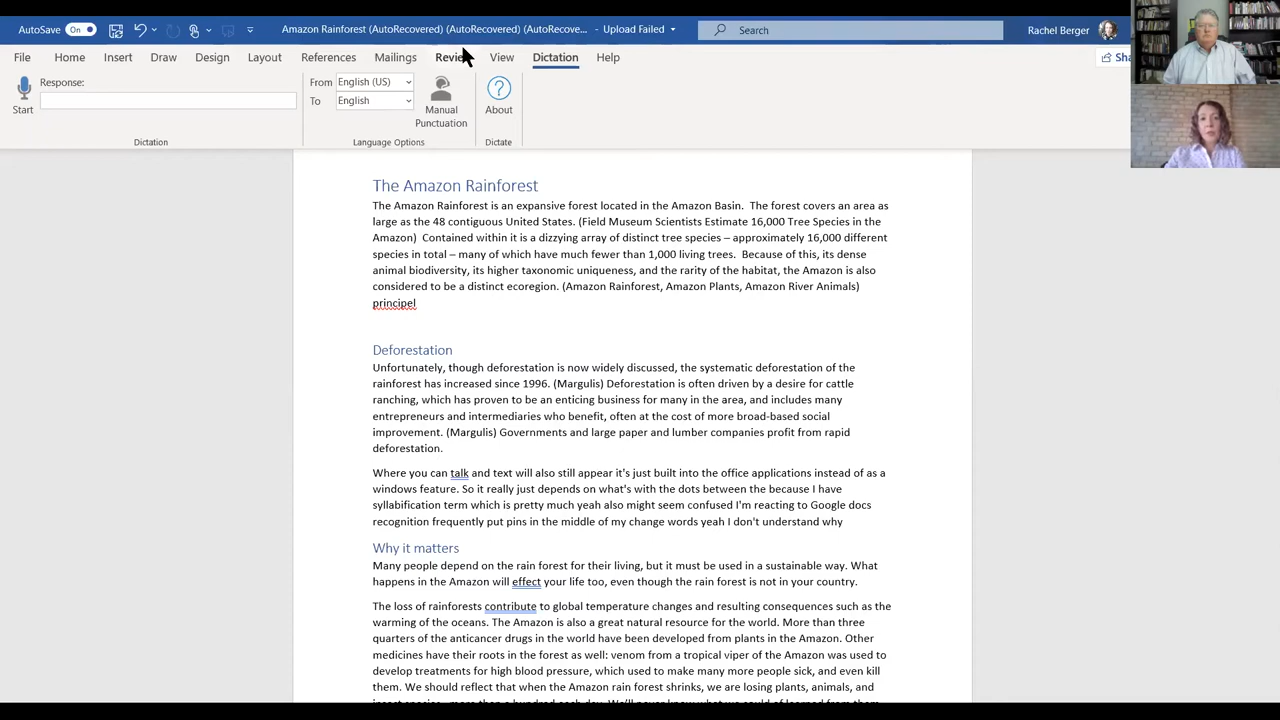 AutoSave On Amazon Rainforest (AutoRecovered) (AutoRecovered) (AutoRecove... - Upload Failed Search Rachel Berger
File Home Insert Draw Design Layout References Mailings Review View Dictation Help Sha
Response: From English (US)
To English
Start Manual Punctuation About
Dictation Language Options Dictate
The Amazon Rainforest
The Amazon Rainforest is an expansive forest located in the Amazon Basin.  The forest covers an area as
large as the 48 contiguous United States. (Field Museum Scientists Estimate 16,000 Tree Species in the
Amazon)  Contained within it is a dizzying array of distinct tree species – approximately 16,000 different
species in total – many of which have much fewer than 1,000 living trees.  Because of this, its dense
animal biodiversity, its higher taxonomic uniqueness, and the rarity of the habitat, the Amazon is also
considered to be a distinct ecoregion. (Amazon Rainforest, Amazon Plants, Amazon River Animals)
principel
Deforestation
Unfortunately, though deforestation is now widely discussed, the systematic deforestation of the
rainforest has increased since 1996. (Margulis) Deforestation is often driven by a desire for cattle
ranching, which has proven to be an enticing business for many in the area, and includes many
entrepreneurs and intermediaries who benefit, often at the cost of more broad-based social
improvement. (Margulis) Governments and large paper and lumber companies profit from rapid
deforestation.
Where you can talk and text will also still appear it's just built into the office applications instead of as a
windows feature. So it really just depends on what's with the dots between the because I have
syllabification term which is pretty much yeah also might seem confused I'm reacting to Google docs
recognition frequently put pins in the middle of my change words yeah I don't understand why
Why it matters
Many people depend on the rain forest for their living, but it must be used in a sustainable way. What
happens in the Amazon will effect your life too, even though the rain forest is not in your country.
The loss of rainforests contribute to global temperature changes and resulting consequences such as the
warming of the oceans. The Amazon is also a great natural resource for the world. More than three
quarters of the anticancer drugs in the world have been developed from plants in the Amazon. Other
medicines have their roots in the forest as well: venom from a tropical viper of the Amazon was used to
develop treatments for high blood pressure, which used to make many more people sick, and even kill
them. We should reflect that when the Amazon rain forest shrinks, we are losing plants, animals, and